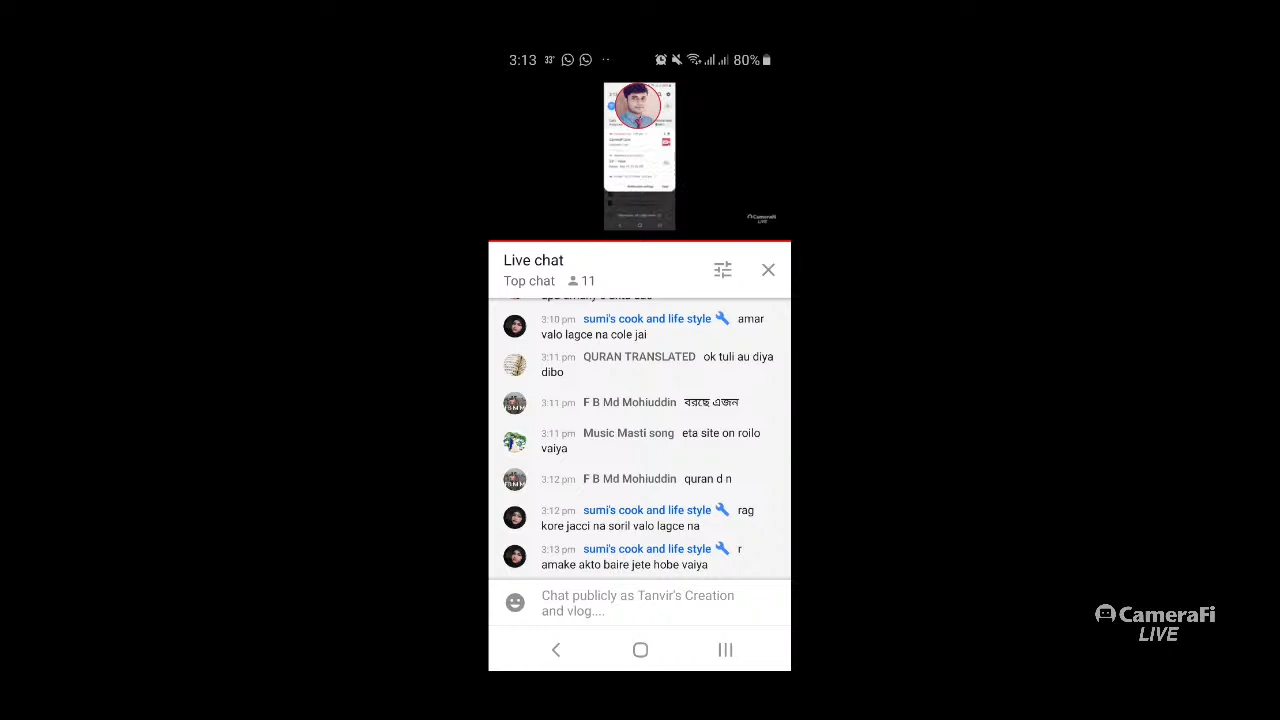 3:13 33° 80%
CameraFi
LIVE
Live chat
Top chat 11
3:10 pm sumi's cook and life style amar
valo lagce na cole jai
3:11 pm QURAN TRANSLATED ok tuli au diya
dibo
3:11 pm F B Md Mohiuddin বরছে এজন
3:11 pm Music Masti song eta site on roilo
vaiya
3:12 pm F B Md Mohiuddin quran d n
3:12 pm sumi's cook and life style rag
kore jacci na soril valo lagce na
3:13 pm sumi's cook and life style r
amake akto baire jete hobe vaiya
Chat publicly as Tanvir's Creation
and vlog....
CameraFi
LIVE